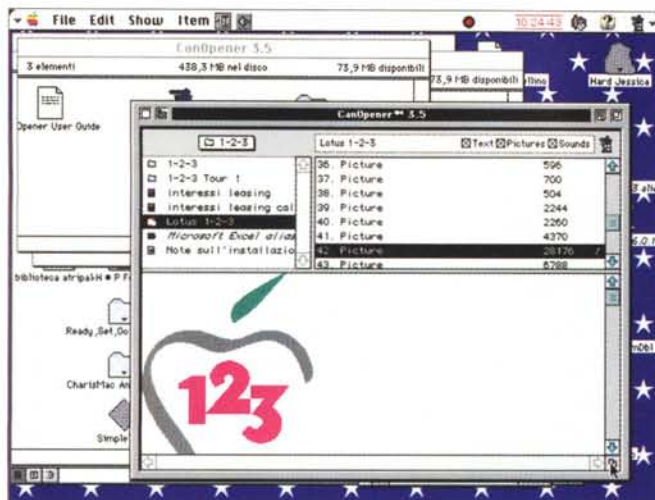 File Edit Show Item
10:24:43
CanOpener 3.5
3 elementi 438,3 MB nel disco 73,9 MB disponibili
73,9 MB disponibili
Hard Jessica
Opener User Guide
CanOpener™ 3.5
1-2-3
Lotus 1-2-3 Text Pictures Sounds
1-2-3
1-2-3 Tour !
interessi leasing
interessi leasing cal
Lotus 1-2-3
Microsoft Excel alias
Note sull'installazio
36. Picture 596
37. Picture 700
38. Picture 504
39. Picture 2244
40. Picture 2260
41. Picture 4370
42. Picture 28176
43. Picture 6788
biblioteca
Ready,Set,Go
CharisMac An
Simple
123